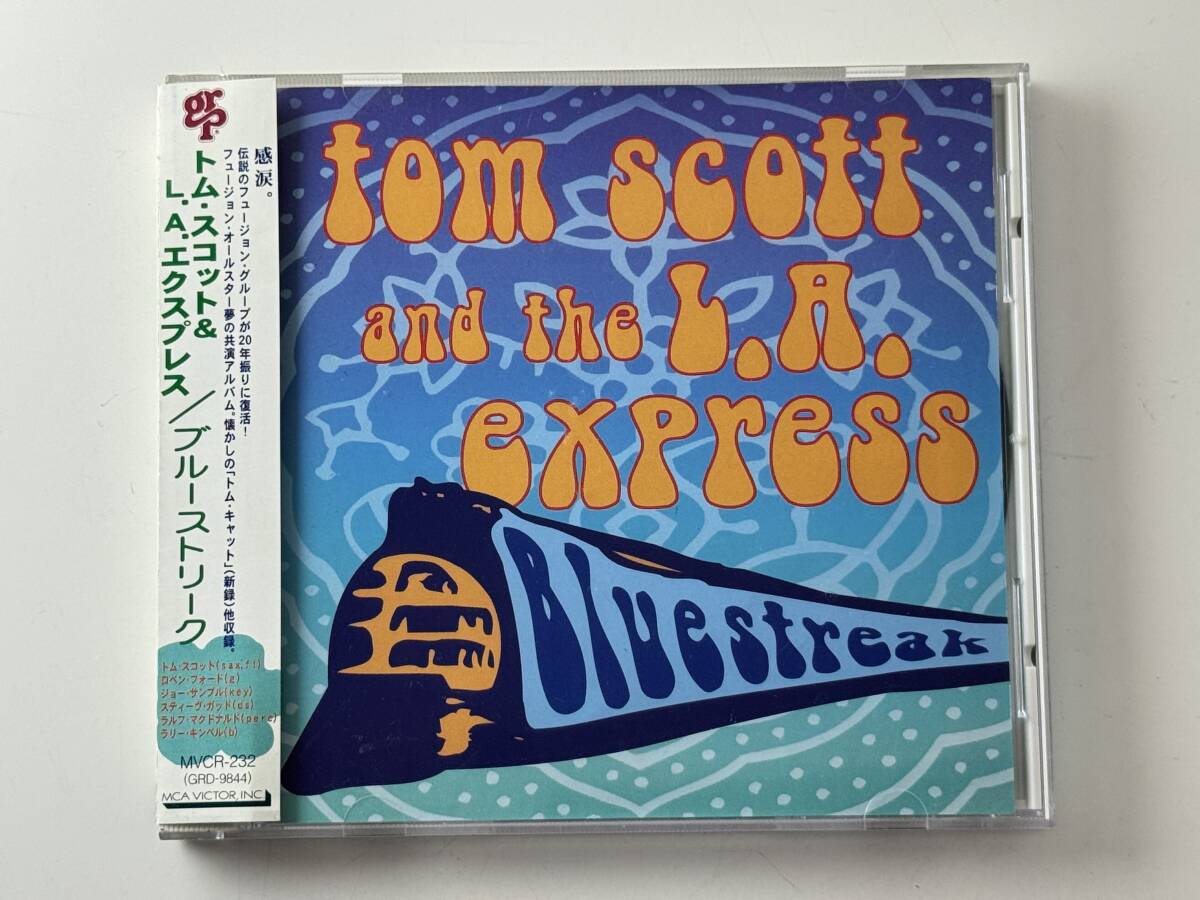 grp
トム・スコット&
L.A.エクスプレス/ブルーストリーク
感涙。
伝説のフュージョン・グループが20年振りに復活!
フュージョン・オールスター夢の共演アルバム。懐かしの「トム・キャット」(新録)他収録。
トム・スコット(sax,fl)
ロベン・フォード(g)
ジョー・サンプル(key)
スティーヴ・ガッド(ds)
ラルフ・マクドナルド(perc)
ラリー・キンペル(b)
MVCR-232
(GRD-9844)
MCA VICTOR, INC.
tom scott
and the L.A.
express
Bluestreak